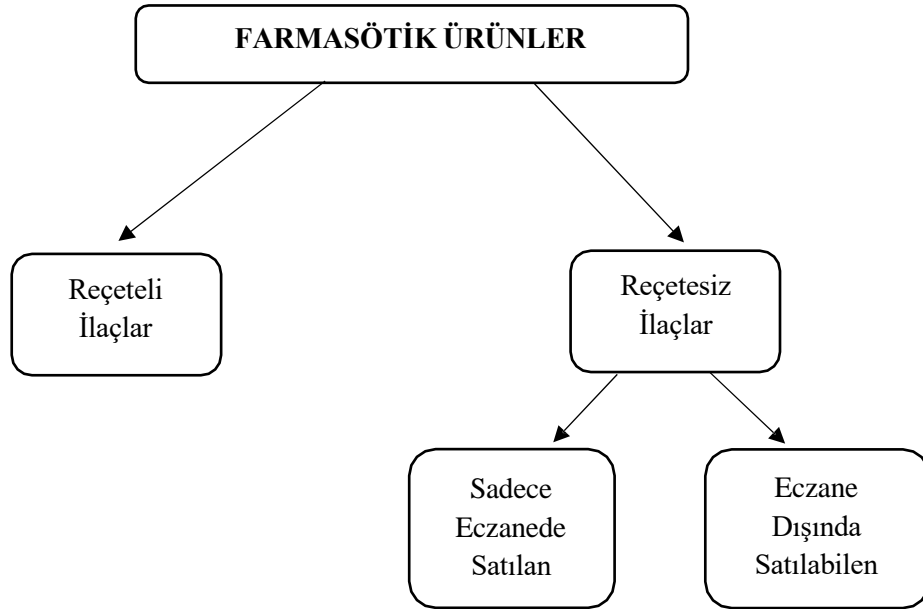 FARMASÖTİK ÜRÜNLER
Reçeteli
İlaçlar
Reçetesiz
İlaçlar
Sadece
Eczanede
Satılan
Eczane
Dışında
Satılabilen